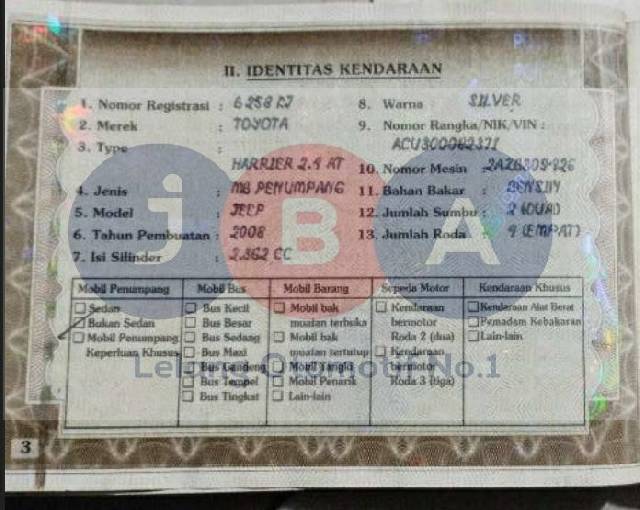 II. IDENTITAS KENDARAAN
1. Nomor Registrasi :
2. Merek : TOYOTA
3. Type :
HARRIER 2.4 AT
4. Jenis : MB PENUMPANG
5. Model : JEEP
6. Tahun Pembuatan : 2008
7. Isi Silinder : 2.362 CC
8. Warna SILVER
9. Nomor Rangka/NIK/VIN :
10. Nomor Mesin :
11. Bahan Bakar : BENSIN
12. Jumlah Sumbu : 2 (DUA)
13. Jumlah Roda : 4 (EMPAT)
j B A
Mobil Penumpang
Sedan
Bukan Sedan
Mobil Penumpang
Keperluan Khusus
Mobil Bus
Bus Kecil
Bus Besar
Bus Sedang
Bus Maxi
Bus Gandeng
Bus Tempel
Bus Tingkat
Mobil Barang
Mobil bak
muatan terbuka
Mobil bak
muatan tertutup
Mobil Tangki
Mobil Penarik
Lain-lain
Sepeda Motor
Kendaraan
bermotor
Roda 2 (dua)
Kendaraan
bermotor
Roda 3 (tiga)
Kendaraan Khusus
Kendaraan Alat Berat
Pemadam Kebakaran
Lain-lain
Lelang Otomotif No.1
3